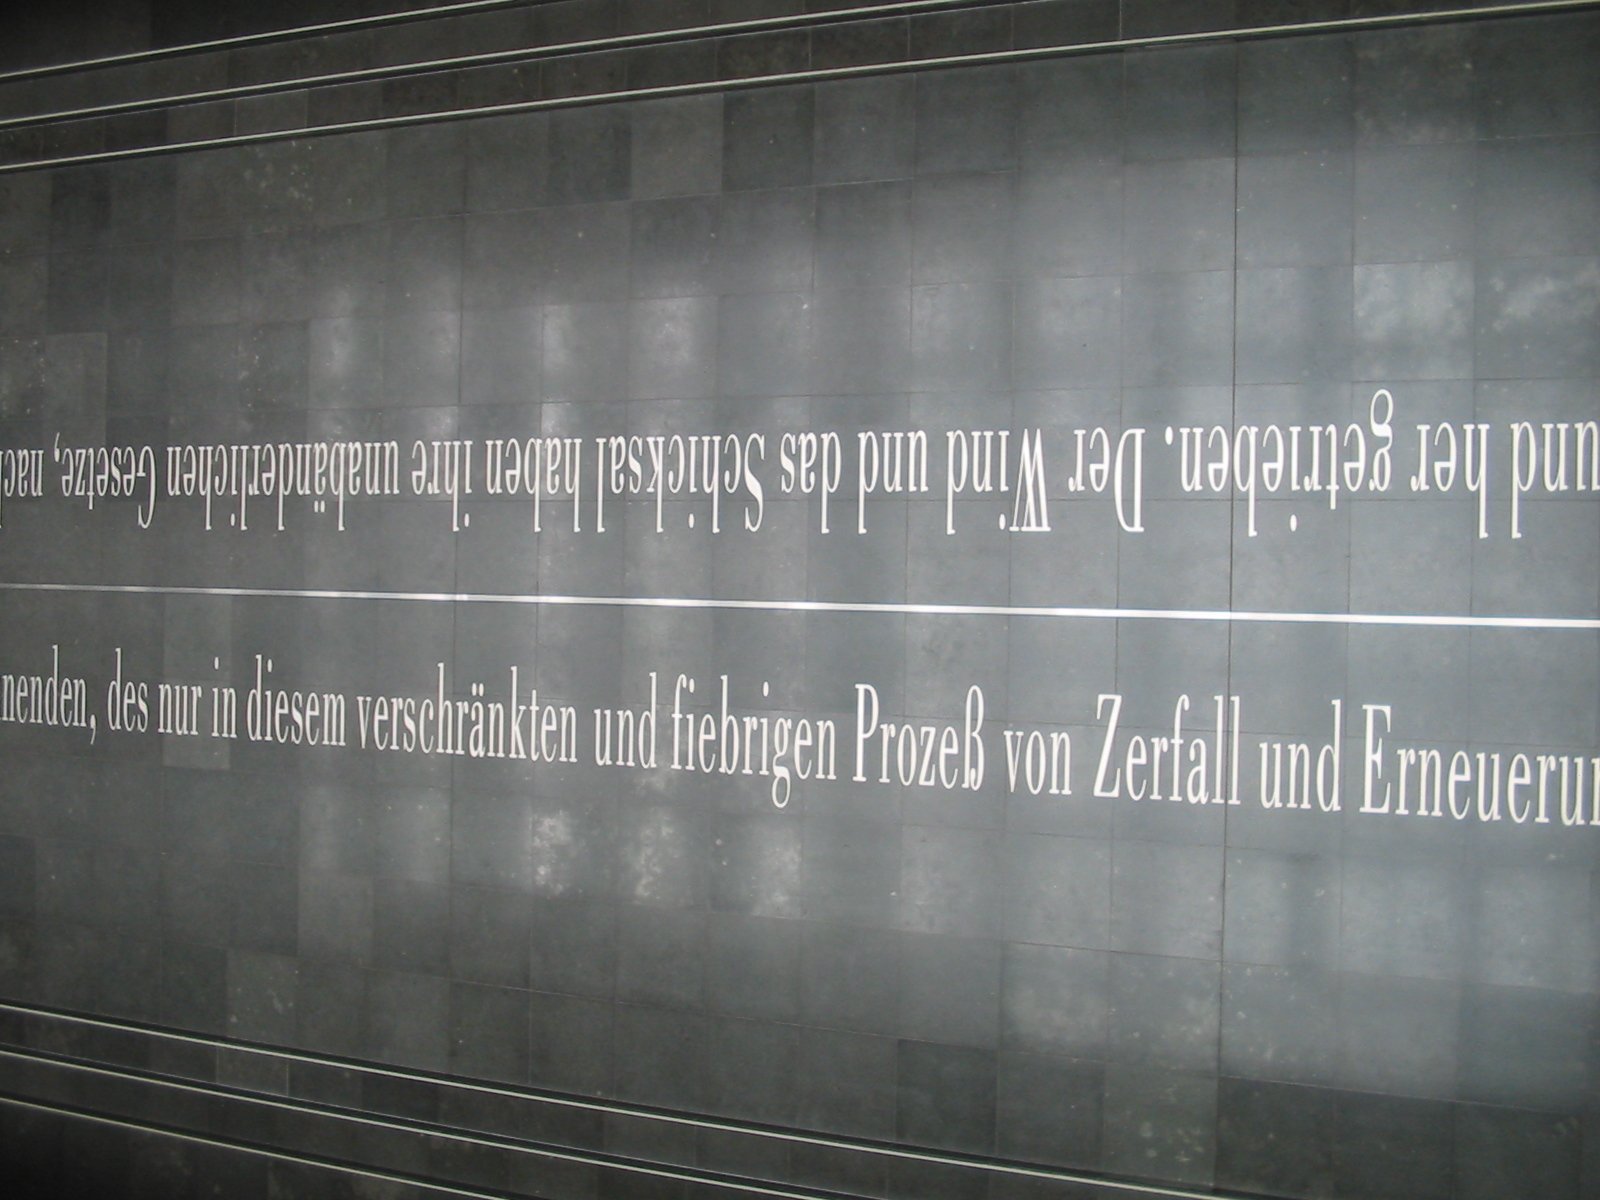 und her getrieben. Der Wind und das Schicksal haben ihre unabänderlichen Gesetze, nach
nenden, des nur in diesem verschränkten und fiebrigen Prozeß von Zerfall und Erneuerun